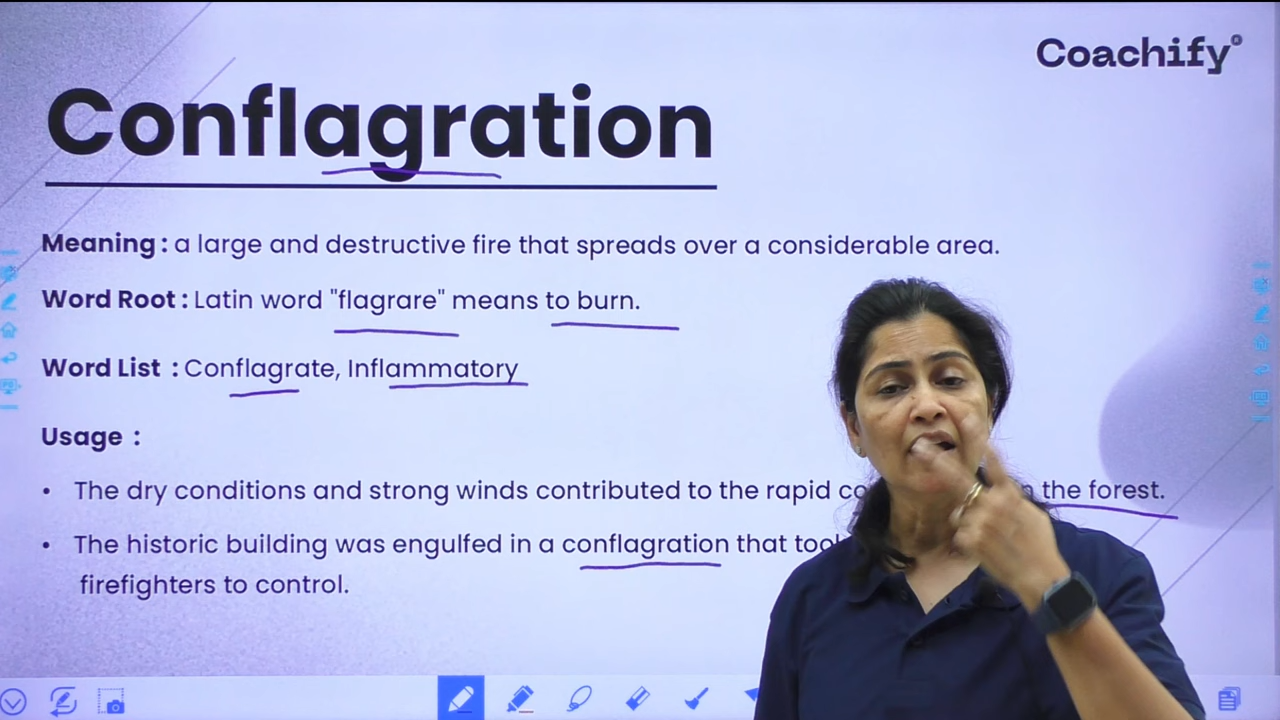 Coachify
Conflagration
Meaning : a large and destructive fire that spreads over a considerable area.
Word Root : Latin word "flagrare" means to burn.
Word List : Conflagrate, Inflammatory
Usage :
• The dry conditions and strong winds contributed to the rapid the forest.
• The historic building was engulfed in a conflagration that
firefighters to control.